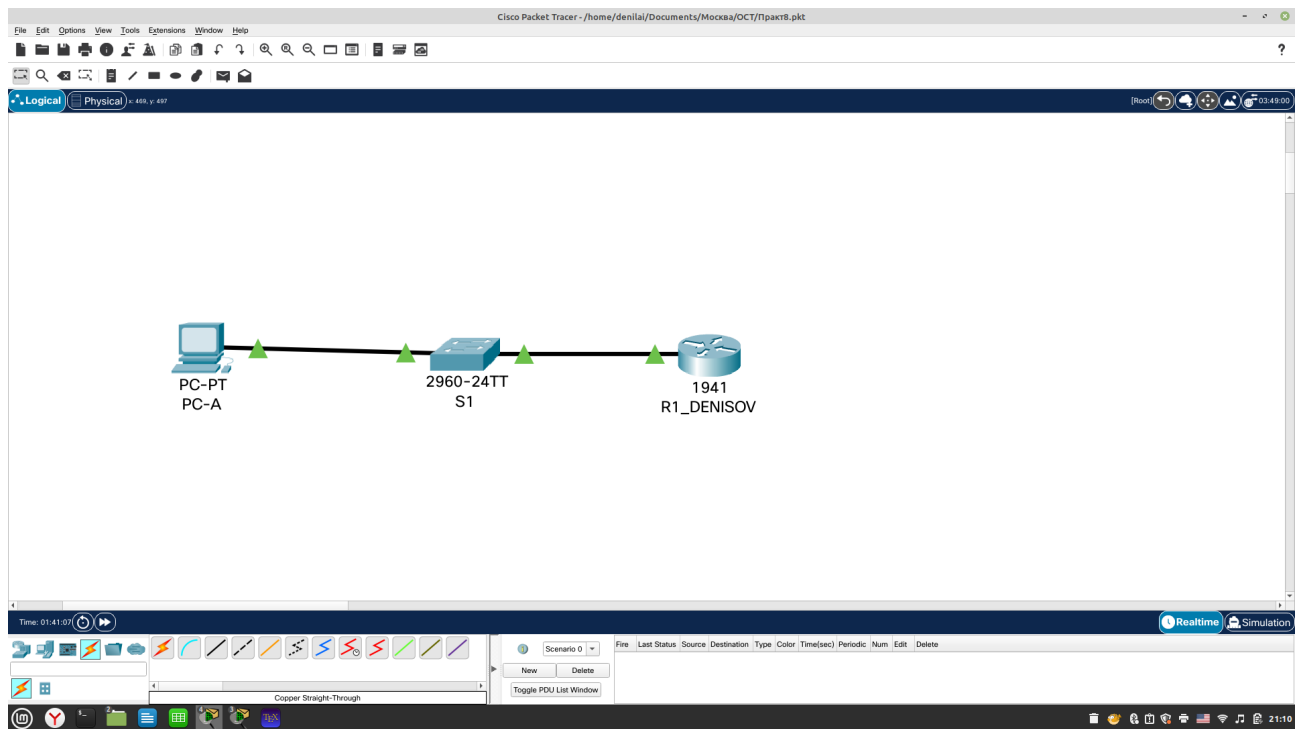 Cisco Packet Tracer - /home/denilai/Documents/Москва/ОСТ/Практ8.pkt
File Edit Options View Tools Extensions Window Help
?
Logical Physical x: 469, y: 497 [Root] 03:49:00
PC-PT
PC-A
2960-24TT
S1
1941
R1_DENISOV
Time: 01:41:07 Realtime Simulation
Scenario 0 Fire Last Status Source Destination Type Color Time(sec) Periodic Num Edit Delete
New Delete
Toggle PDU List Window
Copper Straight-Through
21:10